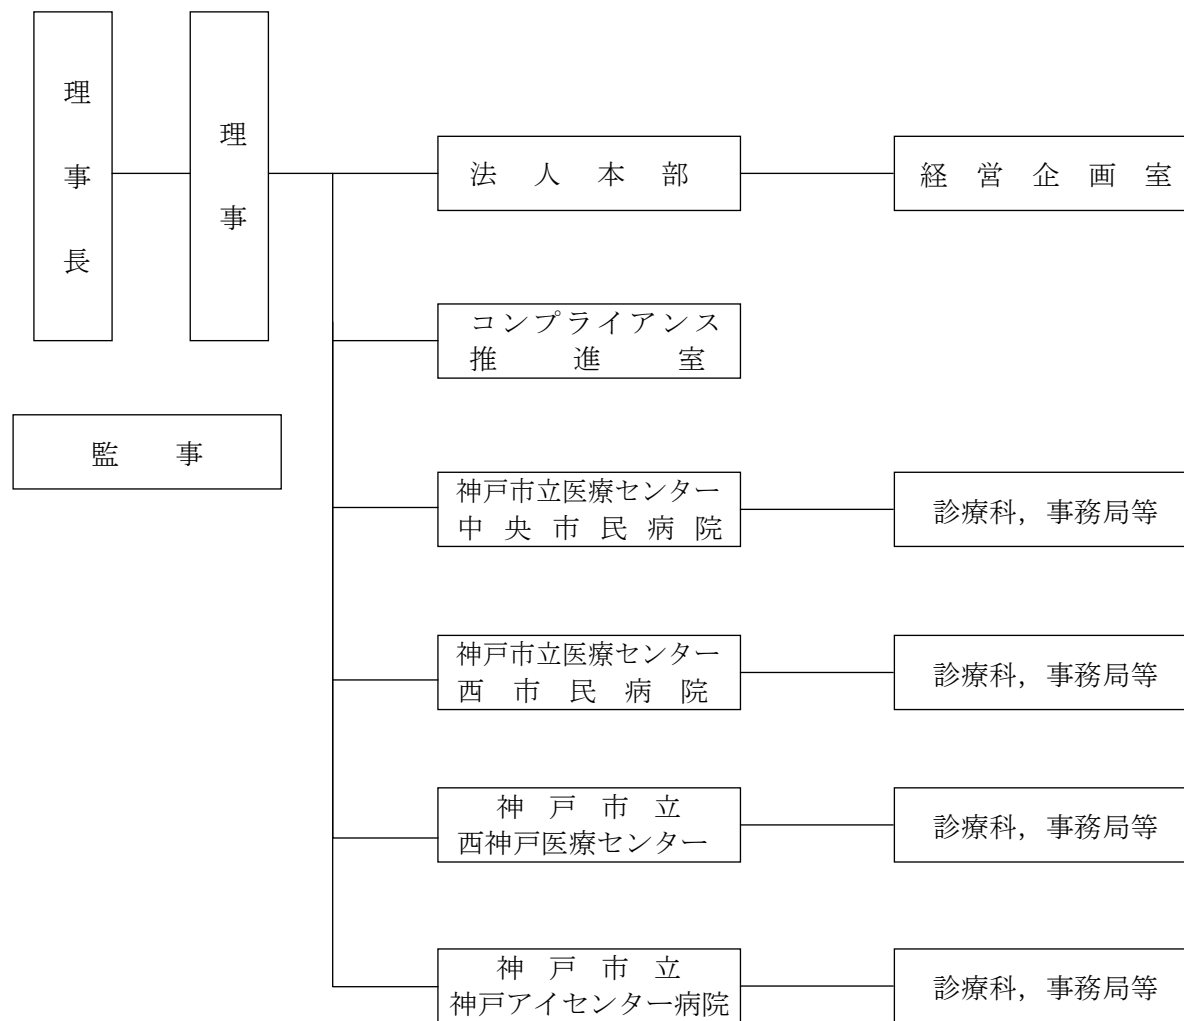 理事長
理事
法人本部
経営企画室
コンプライアンス
推進室
監事
神戸市立医療センター
中央市民病院
診療科，事務局等
神戸市立医療センター
西市民病院
診療科，事務局等
神戸市立
西神戸医療センター
診療科，事務局等
神戸市立
神戸アイセンター病院
診療科，事務局等